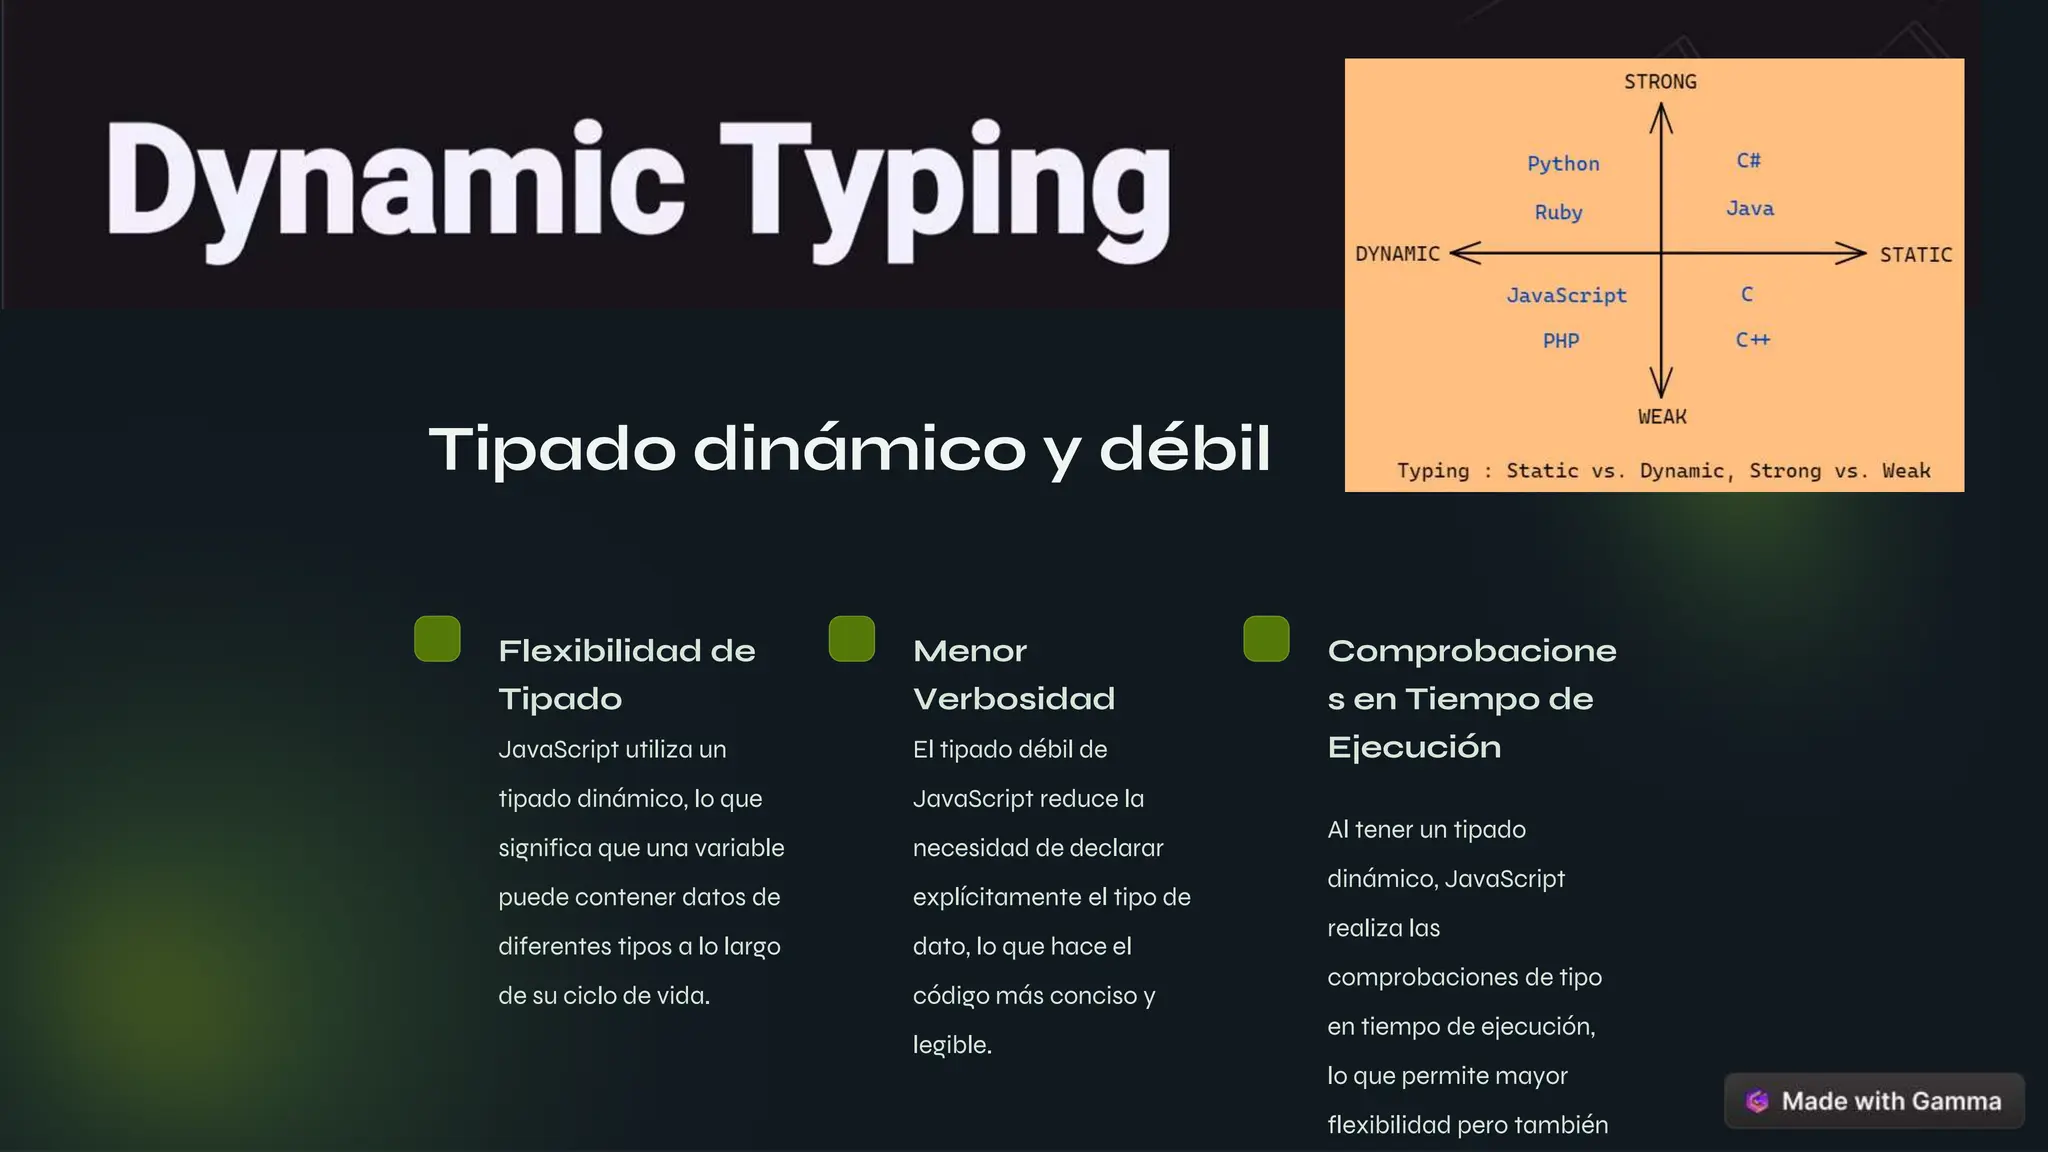 Dynamic Typing
STRONG
Python
C#
Ruby
Java
DYNAMIC
STATIC
JavaScript
C
PHP
C++
WEAK
Typing : Static vs. Dynamic, Strong vs. Weak
Tipado dinámico y débil
Flexibilidad de
Tipado
JavaScript utiliza un
tipado dinámico, lo que
significa que una variable
puede contener datos de
diferentes tipos a lo largo
de su ciclo de vida.
Menor
Verbosidad
El tipado débil de
JavaScript reduce la
necesidad de declarar
explícitamente el tipo de
dato, lo que hace el
código más conciso y
legible.
Comprobacione
s en Tiempo de
Ejecución
Al tener un tipado
dinámico, JavaScript
realiza las
comprobaciones de tipo
en tiempo de ejecución,
lo que permite mayor
flexibilidad pero también
Made with Gamma